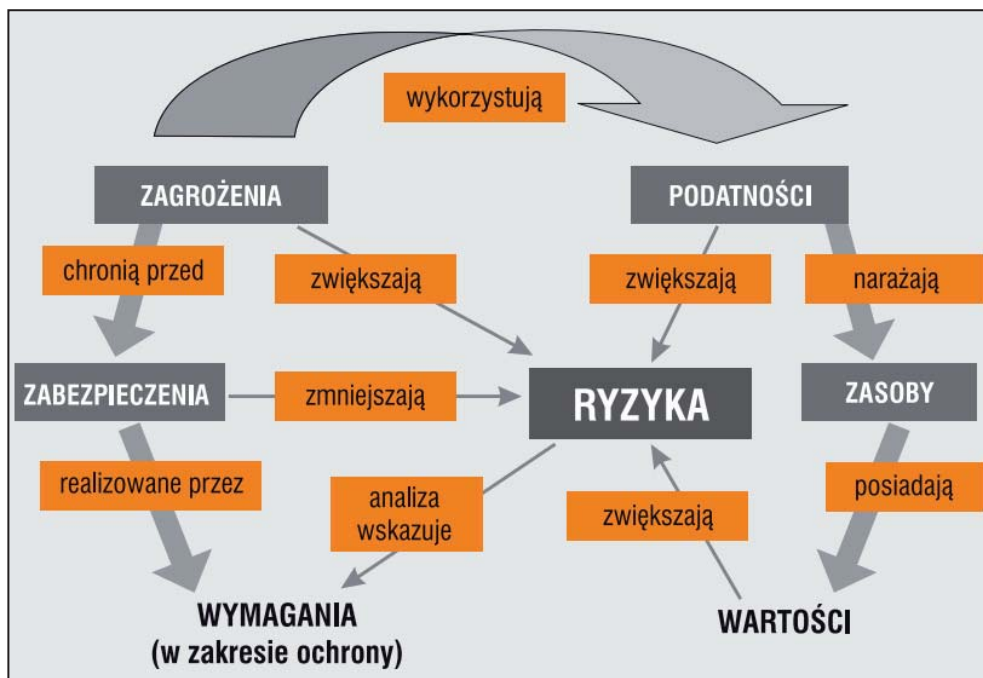 wykorzystują
ZAGROŻENIA
PODATNOŚCI
chronią przed
zwiększają
zwiększają
narażają
ZABEZPIECZENIA
zmniejszają
RYZYKA
ZASOBY
realizowane przez
analiza
wskazuje
zwiększają
posiadają
WYMAGANIA
(w zakresie ochrony)
WARTOŚCI